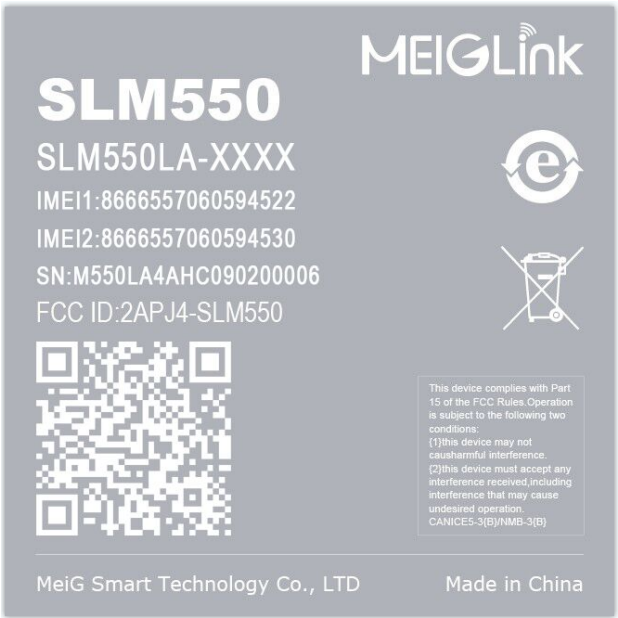 MEIGLink
SLM550
SLM550LA-XXXX
IMEI1:8666557060594522
IMEI2:8666557060594530
SN:M550LA4AHC090200006
FCC ID:2APJ4-SLM550
This device complies with Part
15 of the FCC Rules.Operation
is subject to the following two
conditions:
(1)this device may not
causharmful interference.
(2)this device must accept any
interference received,including
interference that may cause
undesired operation.
CANICES-3(B)/NMB-3(B)
MeiG Smart Technology Co., LTD
Made in China